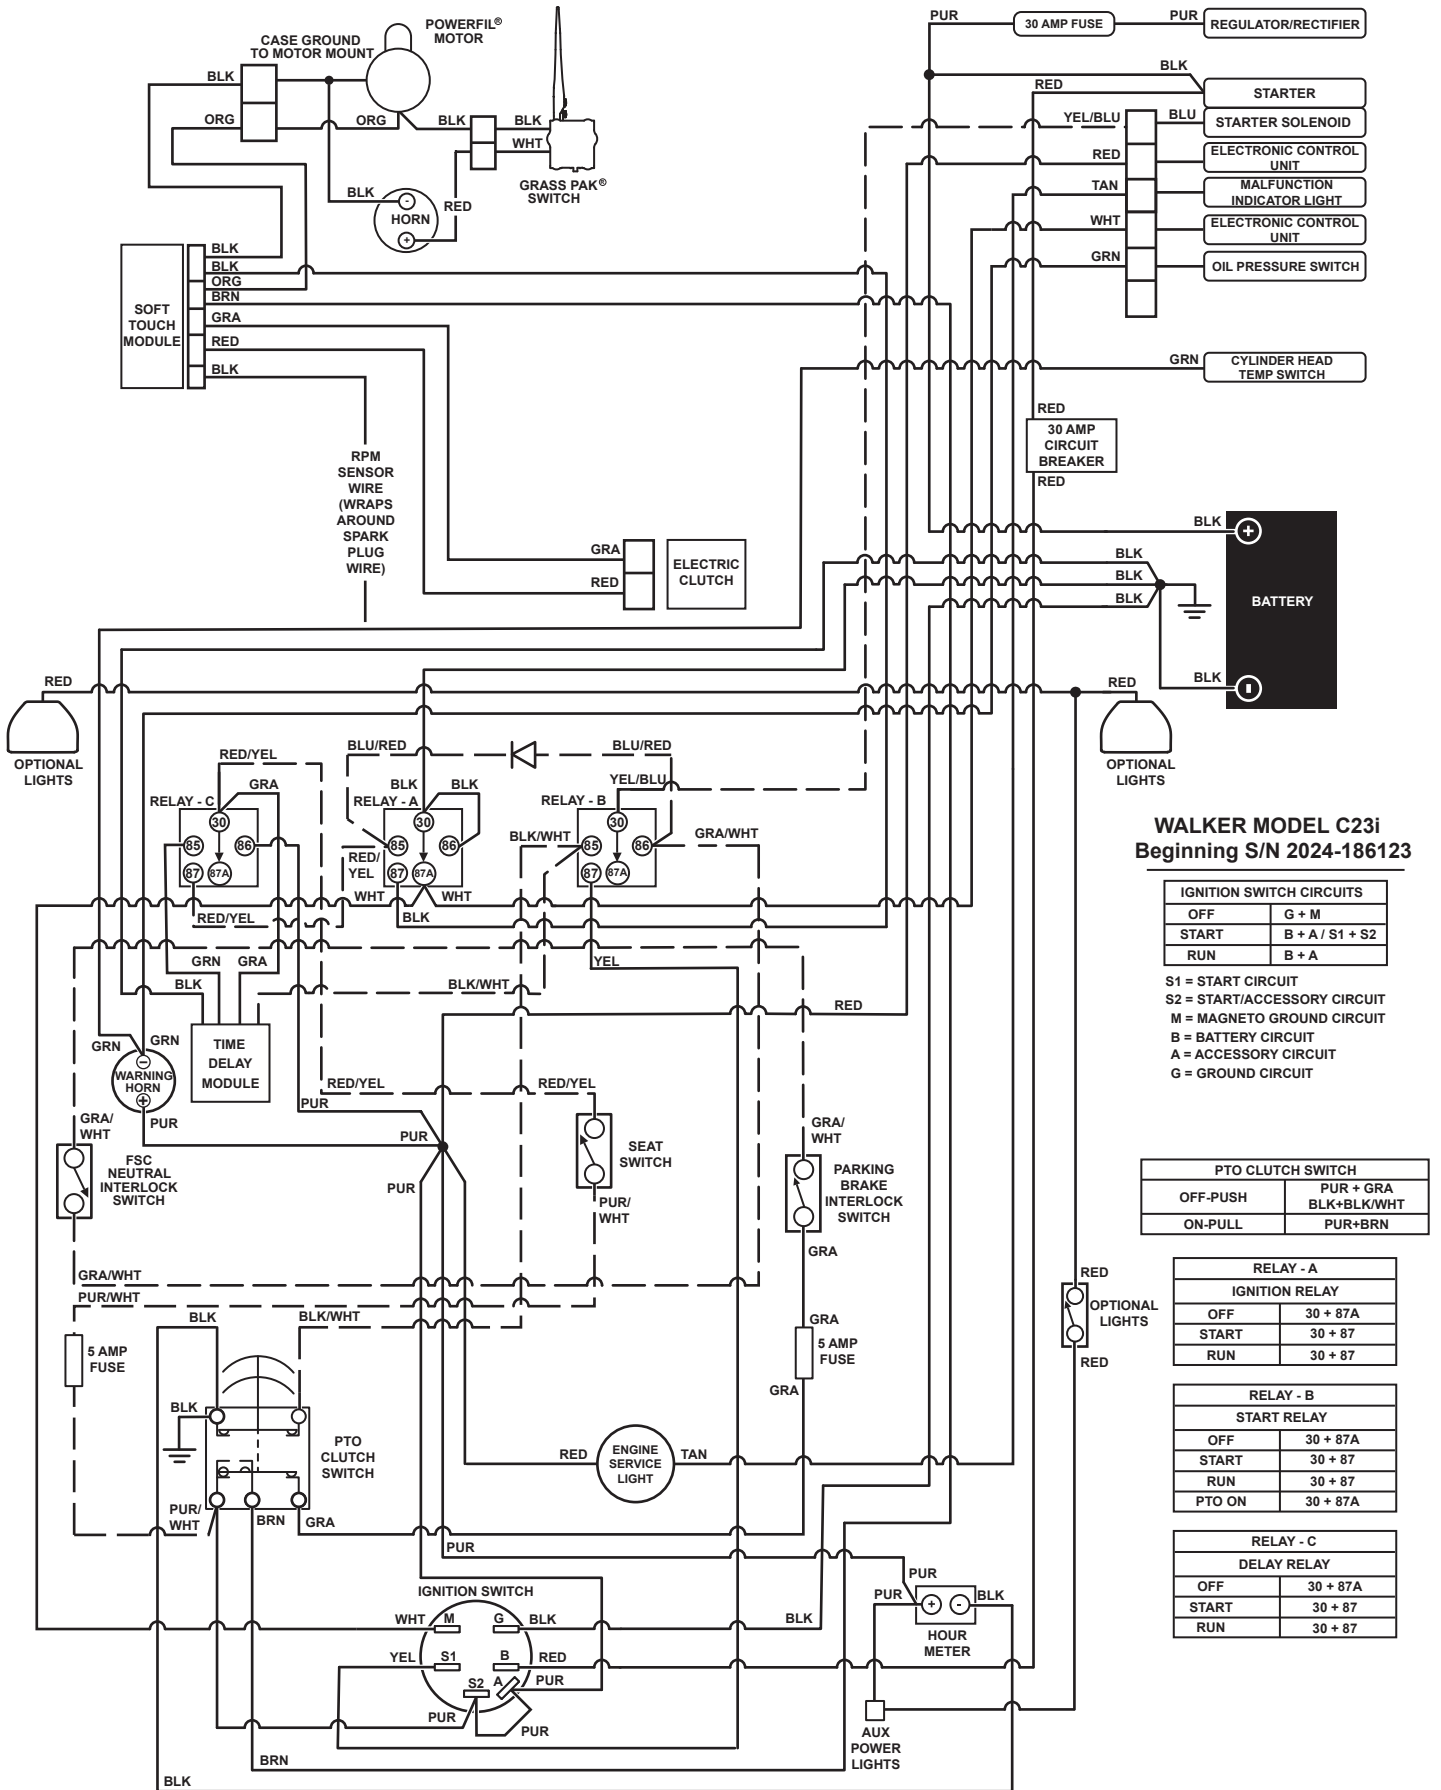 PUR
30 AMP FUSE
PUR
REGULATOR/RECTIFIER
POWERFIL®
MOTOR
CASE GROUND
TO MOTOR MOUNT
BLK
BLK
RED
STARTER
ORG
ORG
BLK
BLK
WHT
YEL/BLU
BLU
STARTER SOLENOID
RED
ELECTRONIC CONTROL
UNIT
GRASS PAK®
SWITCH
BLK
RED
TAN
MALFUNCTION
INDICATOR LIGHT
-
HORN
+
WHT
ELECTRONIC CONTROL
UNIT
GRN
OIL PRESSURE SWITCH
SOFT
TOUCH
MODULE
BLK
BLK
ORG
BRN
GRA
RED
BLK
GRN
CYLINDER HEAD
TEMP SWITCH
RED
30 AMP
CIRCUIT
BREAKER
RED
RPM
SENSOR
WIRE
(WRAPS
AROUND
SPARK
PLUG
WIRE)
GRA
RED
ELECTRIC
CLUTCH
BLK
+
BLK
BLK
BLK
BATTERY
BLK
-
RED
OPTIONAL
LIGHTS
RED
OPTIONAL
LIGHTS
RED/YEL
GRA
RELAY - C
30
85
86
87
87A
RED/YEL
BLU/RED
BLU/RED
BLK
BLK
RELAY - A
30
85
86
87
87A
RED/
YEL
WHT
WHT
BLK
YEL/BLU
RELAY - B
BLK/WHT
30
85
86
87
87A
GRA/WHT
YEL
WALKER MODEL C23i
Beginning S/N 2024-186123
IGNITION SWITCH CIRCUITS
OFF G + M
START B + A / S1 + S2
RUN B + A
S1 = START CIRCUIT
S2 = START/ACCESSORY CIRCUIT
M = MAGNETO GROUND CIRCUIT
B = BATTERY CIRCUIT
A = ACCESSORY CIRCUIT
G = GROUND CIRCUIT
GRN
GRA
BLK
BLK/WHT
RED
TIME
DELAY
MODULE
GRN
GRN
-
WARNING
HORN
+
PUR
RED/YEL
PUR
RED/YEL
PUR
PUR
GRA/
WHT
FSC
NEUTRAL
INTERLOCK
SWITCH
SEAT
SWITCH
PUR/
WHT
GRA/
WHT
PARKING
BRAKE
INTERLOCK
SWITCH
GRA
PTO CLUTCH SWITCH
OFF-PUSH PUR + GRA
BLK+BLK/WHT
ON-PULL PUR+BRN
GRA/WHT
PUR/WHT
BLK
BLK/WHT
5 AMP
FUSE
GRA
5 AMP
FUSE
GRA
RED
OPTIONAL
LIGHTS
RED
RELAY - A
IGNITION RELAY
OFF 30 + 87A
START 30 + 87
RUN 30 + 87
RELAY - B
START RELAY
OFF 30 + 87A
START 30 + 87
RUN 30 + 87
PTO ON 30 + 87A
RELAY - C
DELAY RELAY
OFF 30 + 87A
START 30 + 87
RUN 30 + 87
BLK
PTO
CLUTCH
SWITCH
PUR/
WHT
BRN
GRA
RED
ENGINE
SERVICE
LIGHT
TAN
PUR
IGNITION SWITCH
WHT
M
G
BLK
BLK
YEL
S1
B
RED
S2
A
PUR
PUR
PUR
PUR
PUR
+
-
BLK
HOUR
METER
AUX
POWER
LIGHTS
BRN
BLK